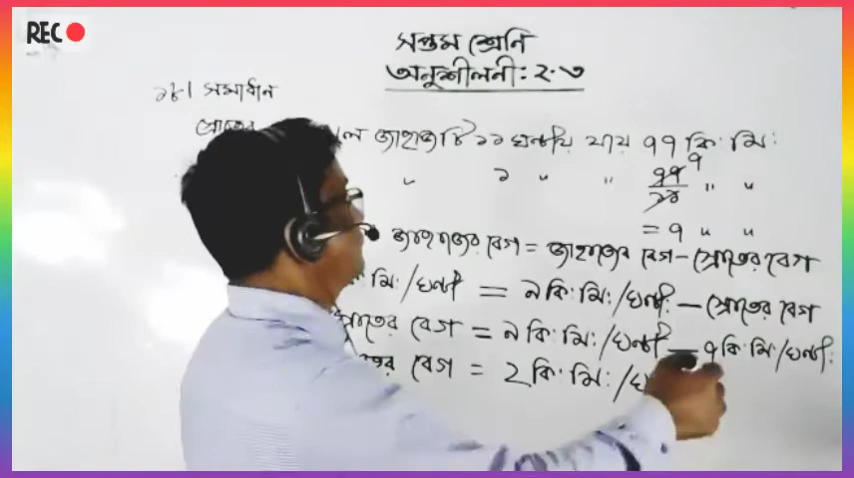 REC
সপ্তম শ্রেনি
অনুশীলনী: ২.৩
১৮। সমাধান
স্রোতের জাহাজটি ১১ ঘন্টায় যায় ৭৭ কি: মি:
" ১ " " ৭৭ ৭ " "
১১
= ৭ " "
জাহাজের বেগ = জাহাজের বেগ - স্রোতের বেগ
মি: / ঘন্টা = ৯ কি: মি: / ঘন্টা: - স্রোতের বেগ
স্রোতের বেগ = ৯ কি: মি: / ঘন্টা - ৭ কি: মি: / ঘন্টা:
বেগ = ২ কি: মি: /